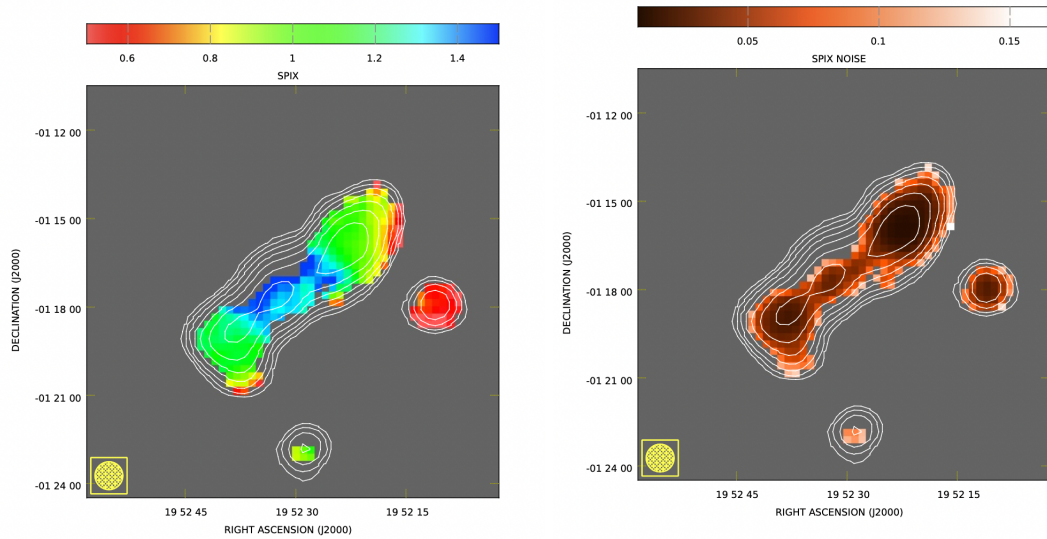 0.6 0.8 1 1.2 1.4
SPIX
-01 12 00
-01 15 00
-01 18 00
-01 21 00
-01 24 00
DECLINATION (J2000)
19 52 45 19 52 30 19 52 15
RIGHT ASCENSION (J2000)
0.05 0.1 0.15
SPIX NOISE
-01 12 00
-01 15 00
-01 18 00
-01 21 00
-01 24 00
DECLINATION (J2000)
19 52 45 19 52 30 19 52 15
RIGHT ASCENSION (J2000)